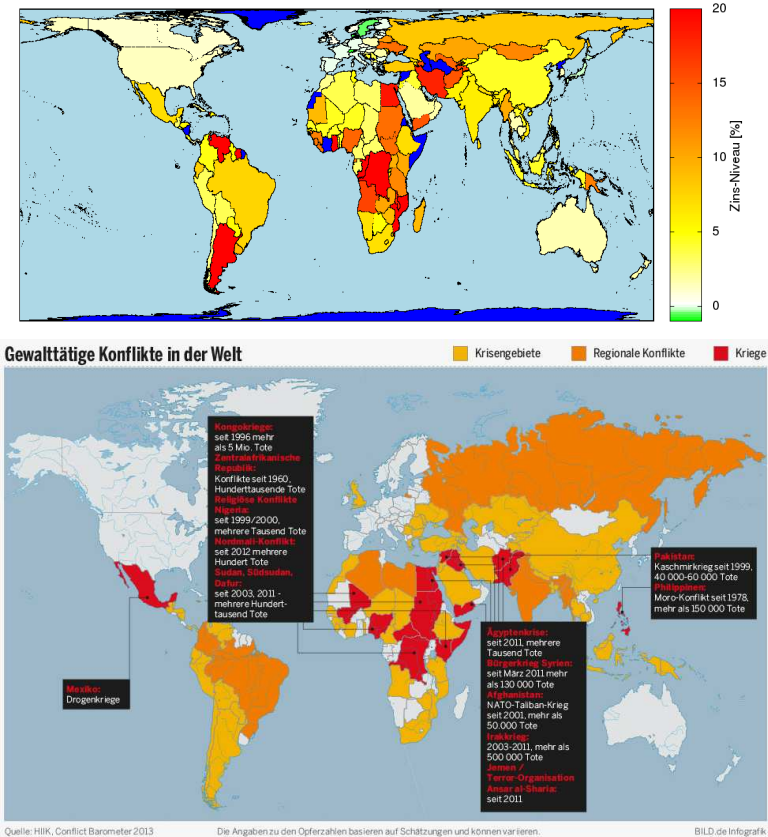 20
15
10
5
0
Zins-Niveau [%]
Gewalttätige Konflikte in der Welt
Krisengebiete
Regionale Konflikte
Kriege
Kongokriege:
seit 1996 mehr
als 5 Mio. Tote
Zentralafrikanische
Republik:
Konflikte seit 1960,
Hunderttausende Tote
Religiöse Konflikte
Nigeria:
seit 1999/2000,
mehrere Tausend Tote
Nordmali-Konflikt:
seit 2012 mehrere
Hundert Tote
Sudan, Südsudan,
Dafur:
seit 2003, 2011 -
mehrere Hundert-
tausend Tote
Pakistan:
Kaschmirkrieg seit 1999,
40 000-60 000 Tote
Philippinen:
Moro-Konflikt seit 1978,
mehr als 150 000 Tote
Ägyptenkrise:
seit 2011, mehrere
Tausend Tote
Bürgerkrieg Syrien:
seit März 2011 mehr
als 130 000 Tote
Afghanistan:
NATO-Taliban-Krieg
seit 2001, mehr als
50 000 Tote
Irakkrieg:
2003-2011, mehr als
500 000 Tote
Jemen /
Terror-Organisation
Ansar al-Sharia:
seit 2011
Mexiko:
Drogenkriege
Quelle: HIIK, Conflict Barometer 2013
Die Angaben zu den Opferzahlen basieren auf Schätzungen und können variieren.
BILD.de Infografik